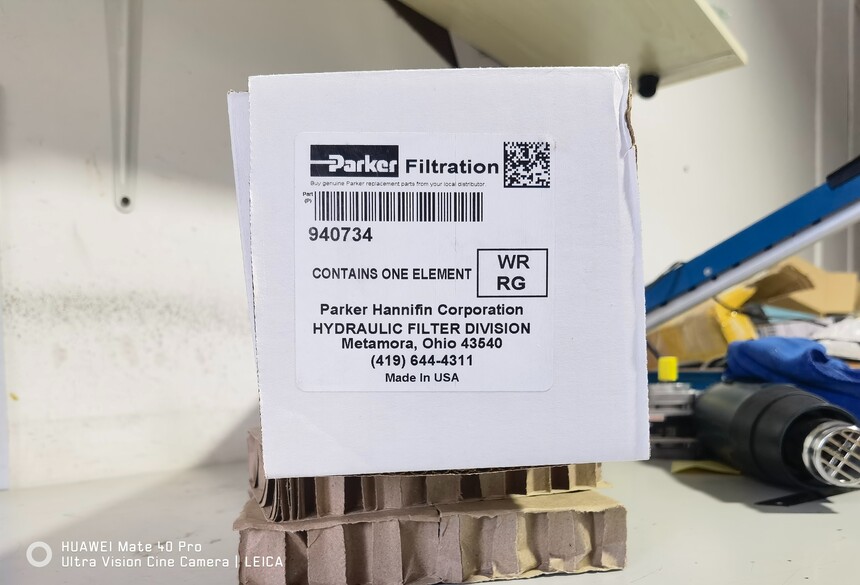 Parker Filtration
Buy genuine Parker replacement parts from your local distributor.
Part
(P)
940734
CONTAINS ONE ELEMENT
WR
RG
Parker Hannifin Corporation
HYDRAULIC FILTER DIVISION
Metamora, Ohio 43540
(419) 644-4311
Made In USA
HUAWEI Mate 40 Pro
Ultra Vision Cine Camera | LEICA